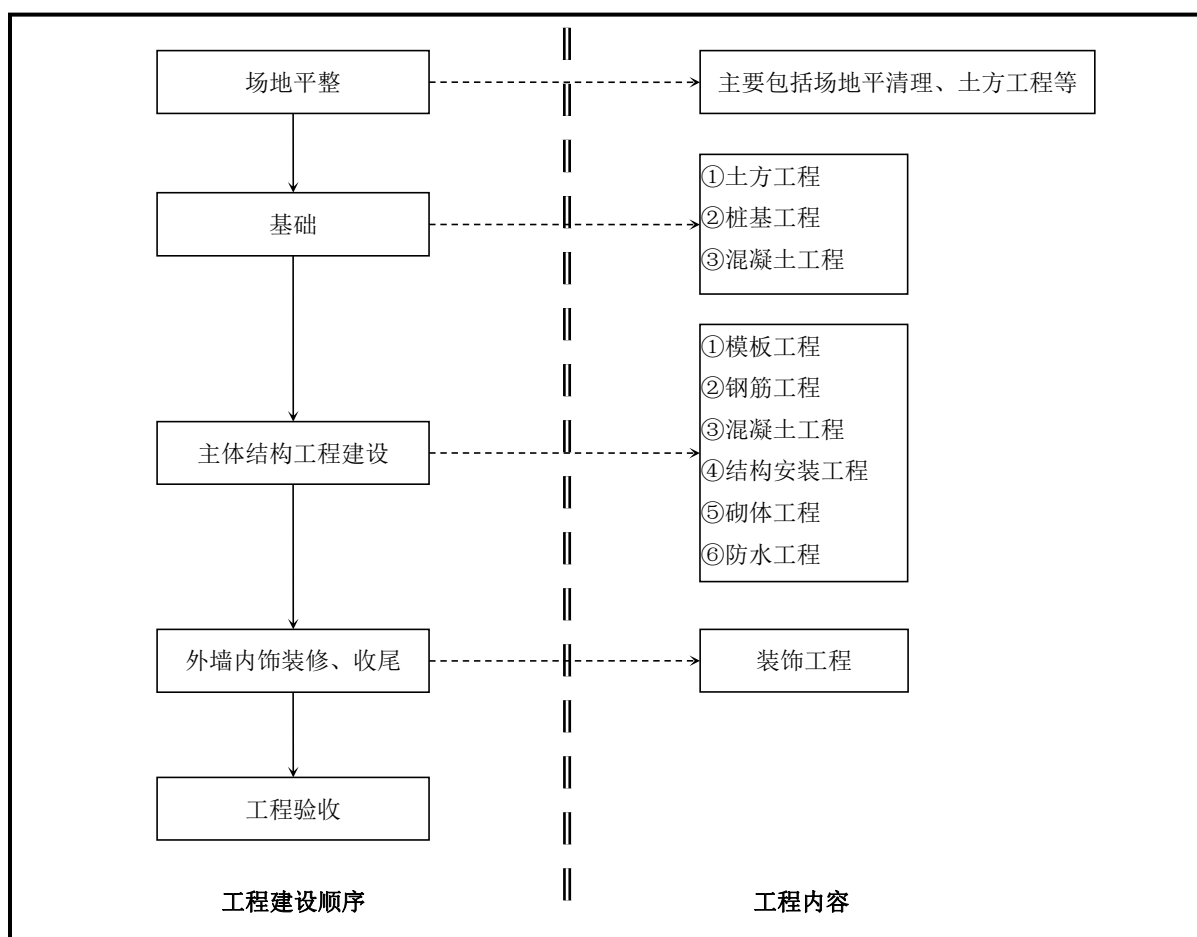 场地平整
主要包括场地平清理、土方工程等
基础
①土方工程
②桩基工程
③混凝土工程
主体结构工程建设
①模板工程
②钢筋工程
③混凝土工程
④结构安装工程
⑤砌体工程
⑥防水工程
外墙内饰装修、收尾
装饰工程
工程验收
工程建设顺序
工程内容